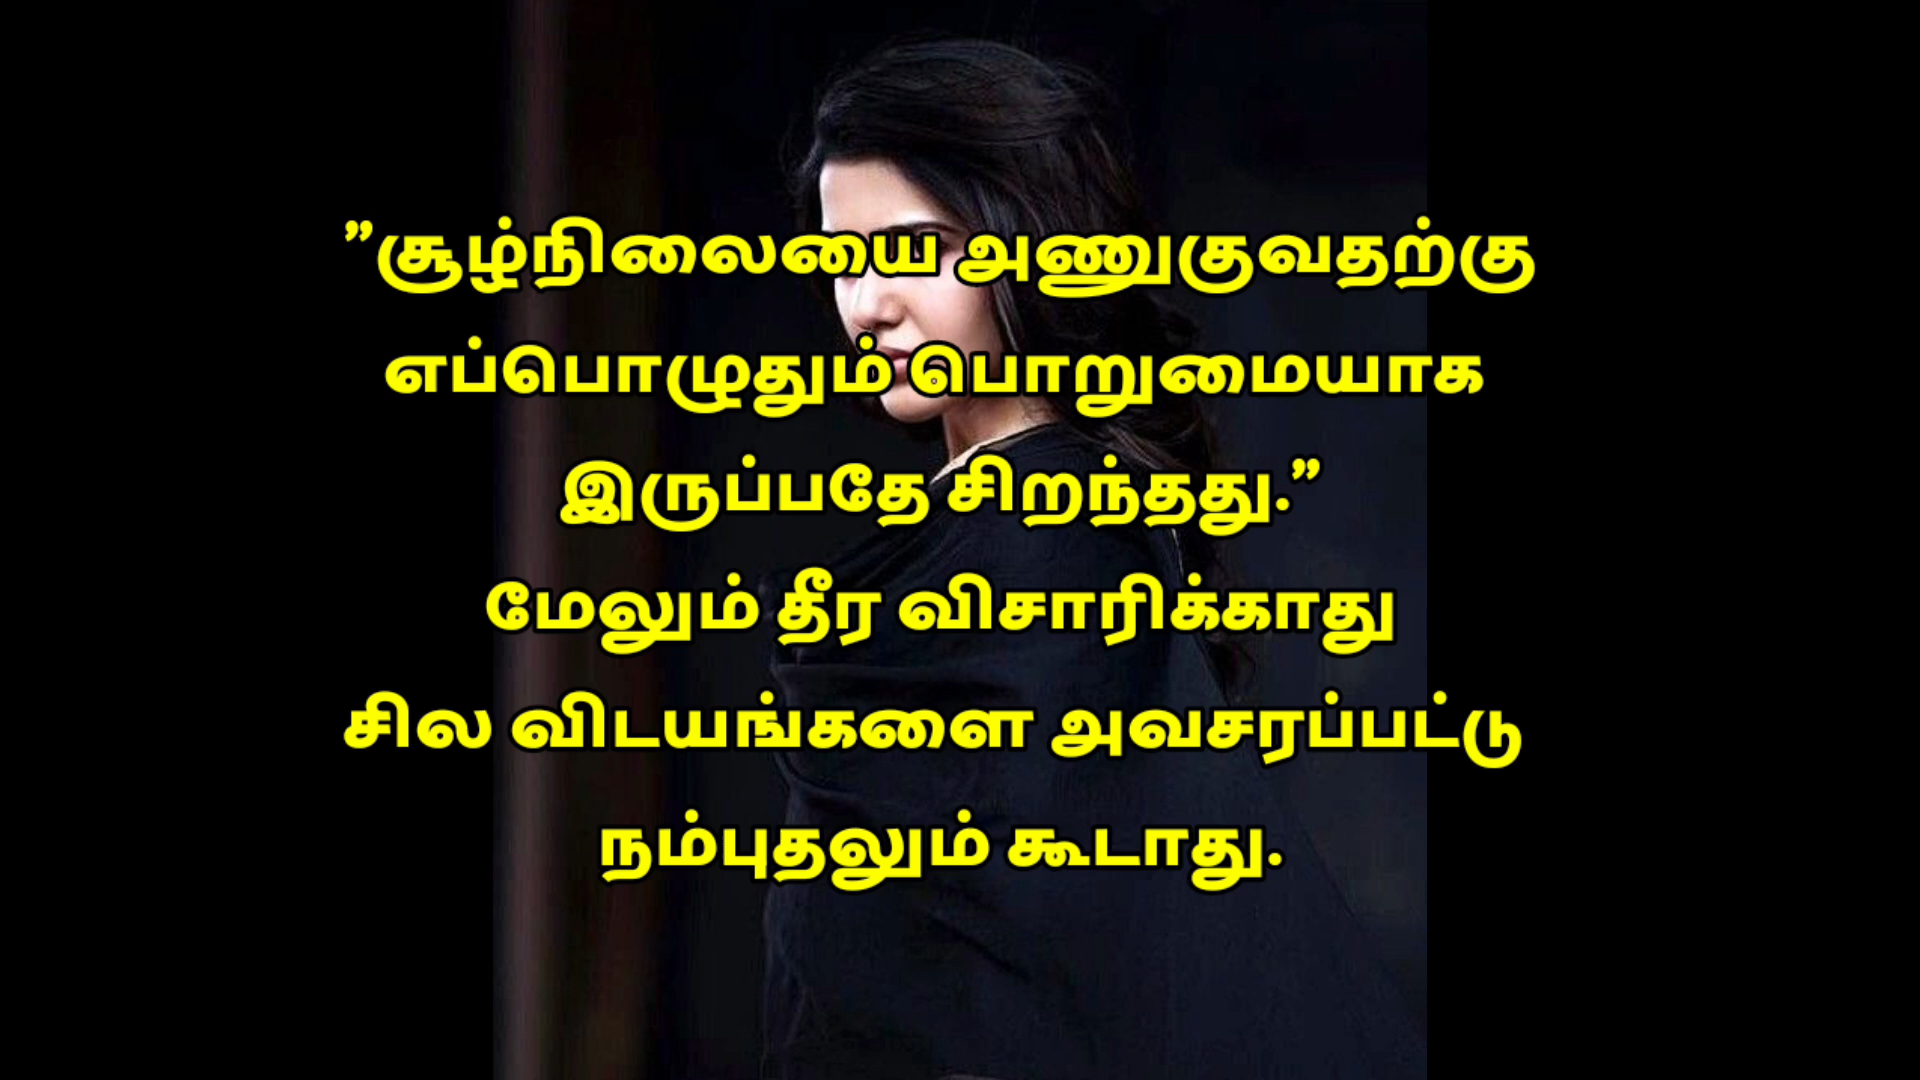 ”சூழ்நிலையை அணுகுவதற்கு
எப்பொழுதும் பொறுமையாக
இருப்பதே சிறந்தது.”
மேலும் தீர விசாரிக்காது
சில விடயங்களை அவசரப்பட்டு
நம்புதலும் கூடாது.